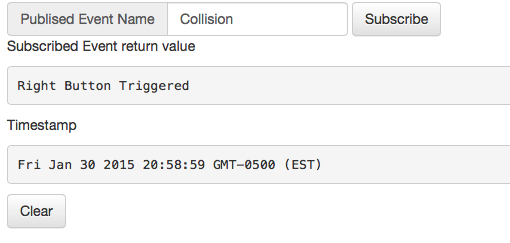 Publised Event Name Collision Subscribe
Subscribed Event return value
Right Button Triggered
Timestamp
Fri Jan 30 2015 20:58:59 GMT-0500 (EST)
Clear